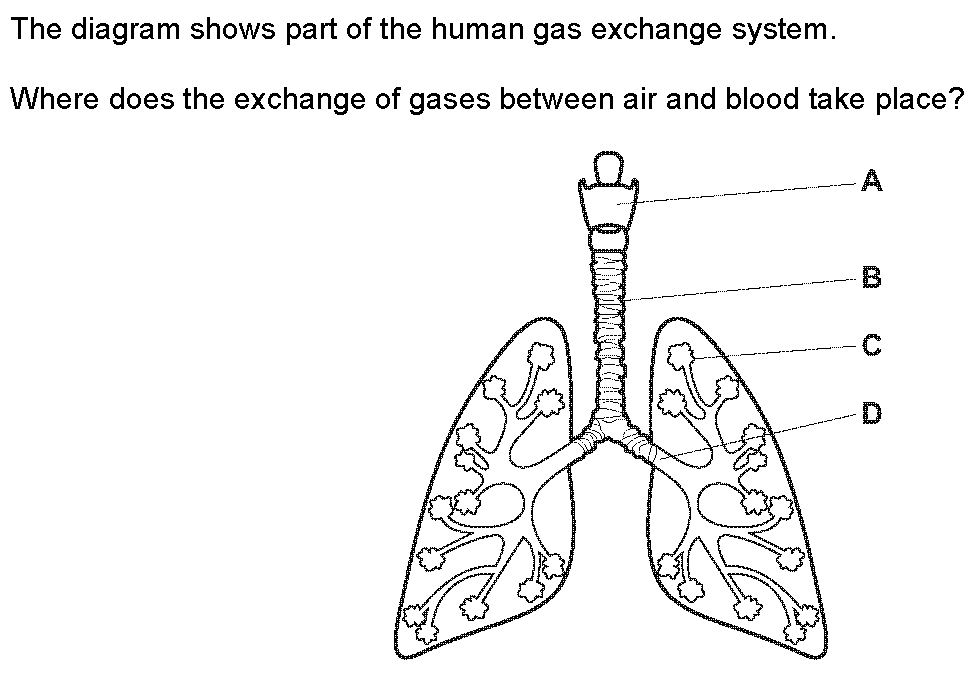 The diagram shows part of the human gas exchange system.
Where does the exchange of gases between air and blood take place?
A
B
C
D